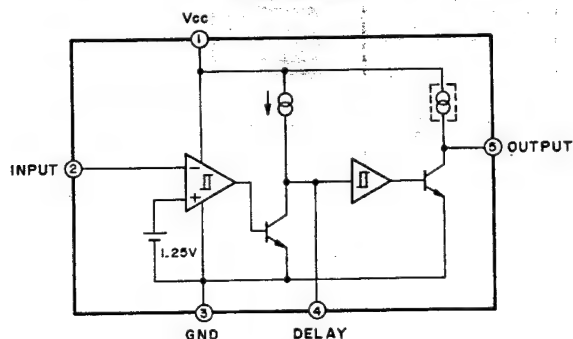 Vcc
1
INPUT 2
5 OUTPUT
1.25V
3
4
GND
DELAY